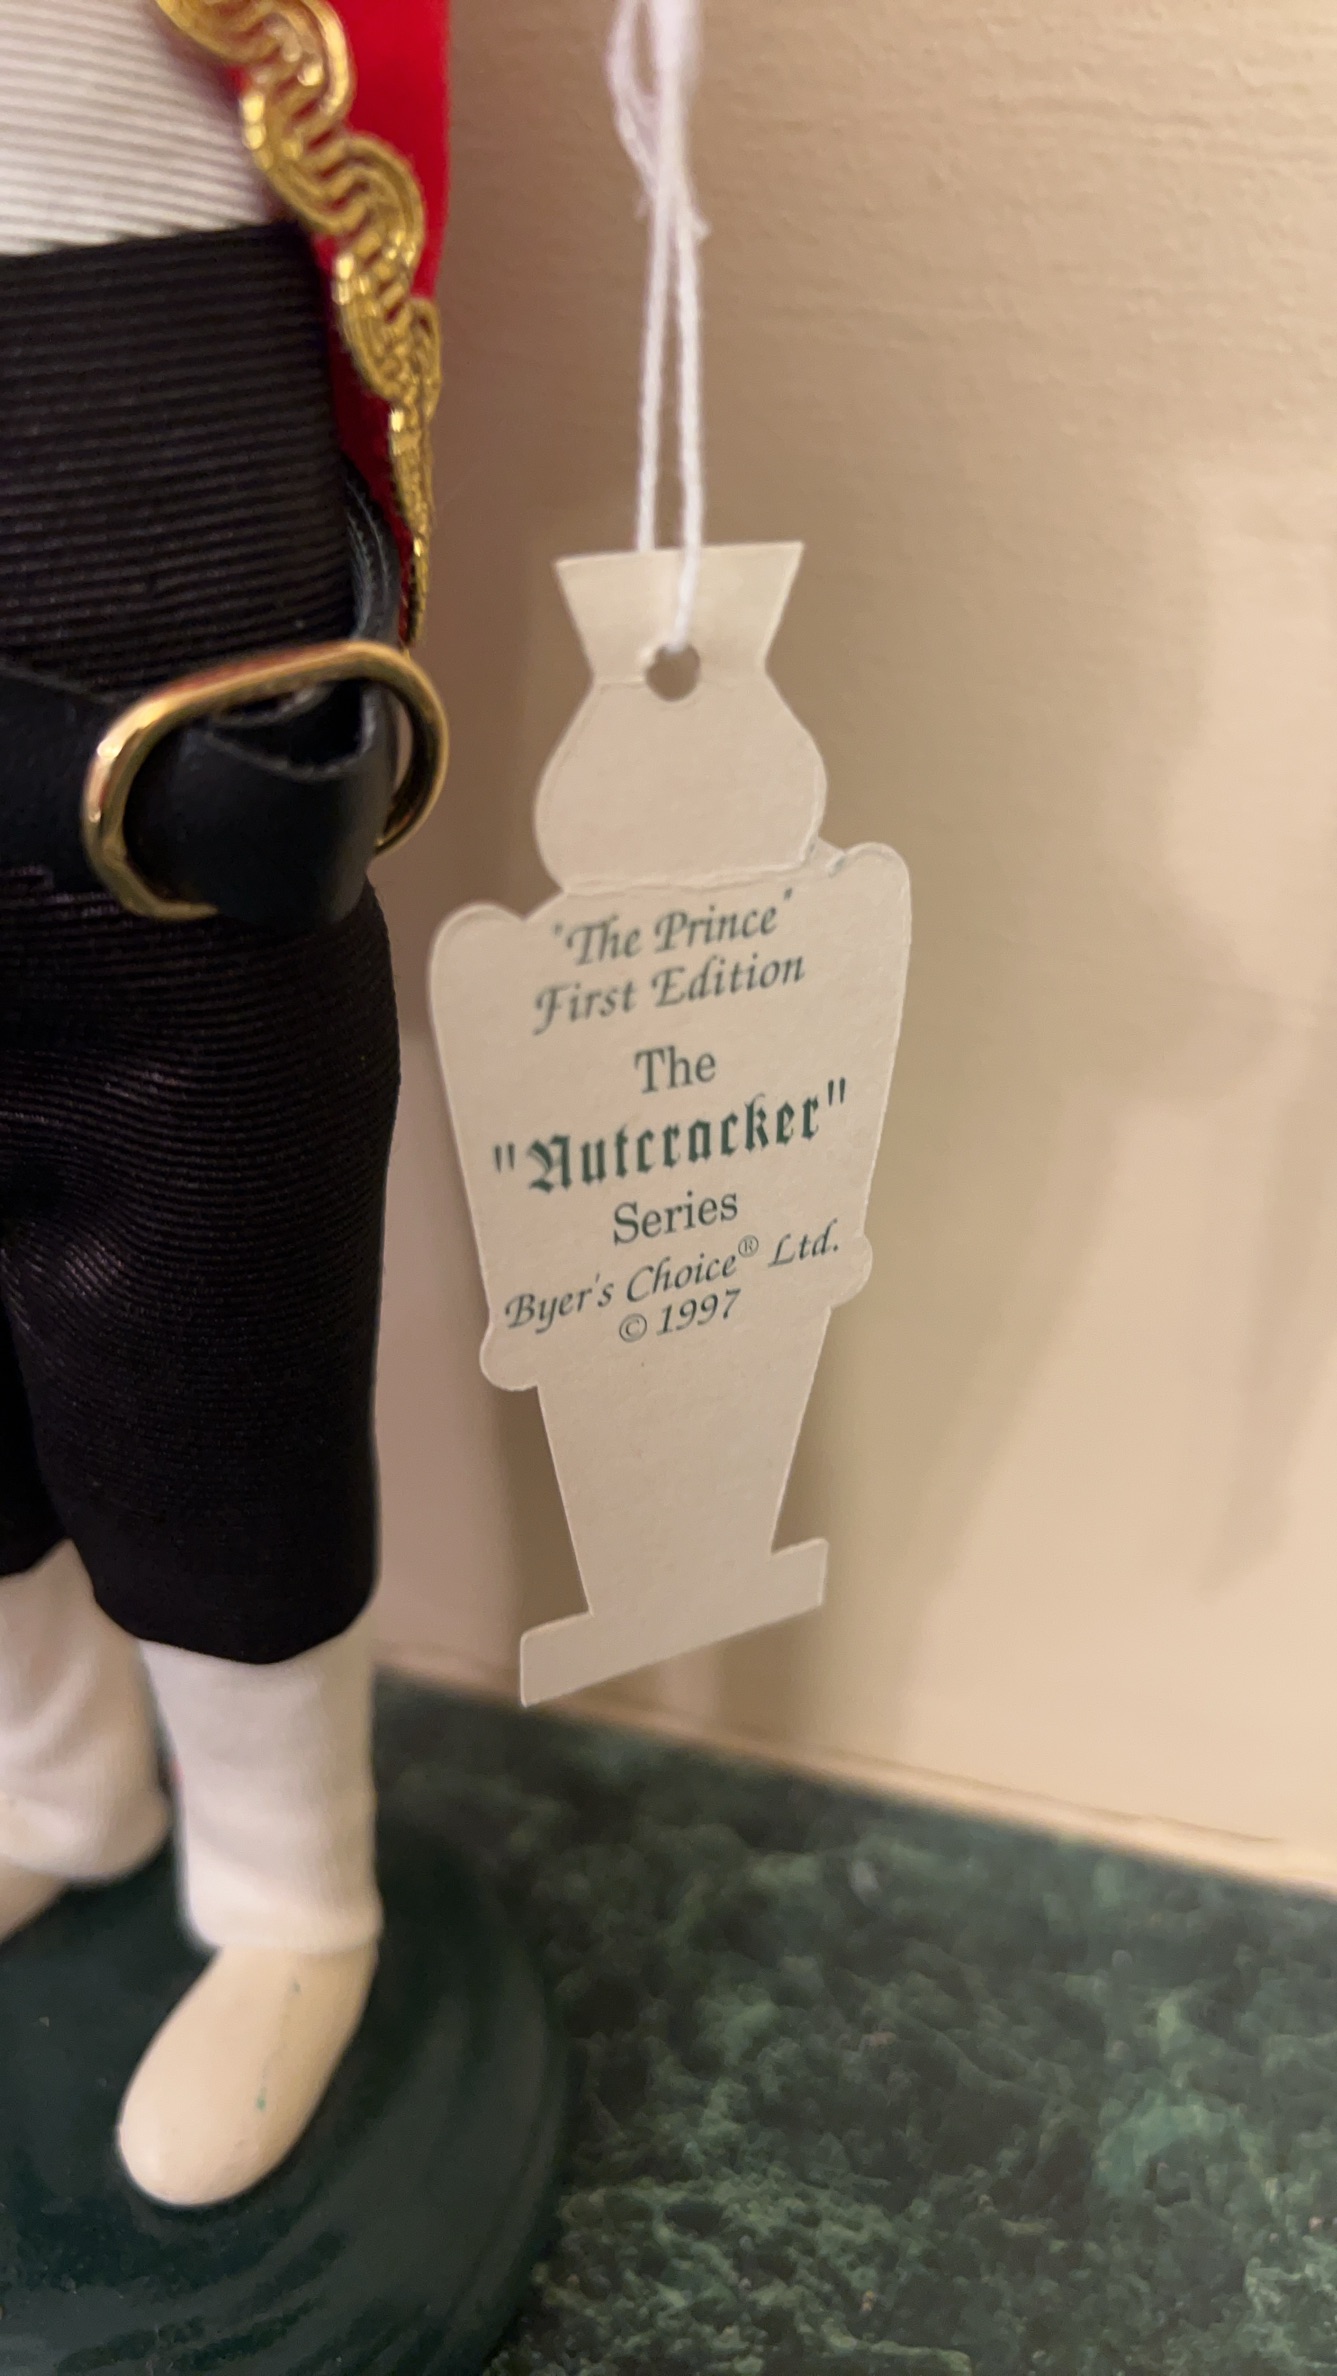 "The Prince"
First Edition
The
"Nutcracker"
Series
Byer's Choice® Ltd.
© 1997